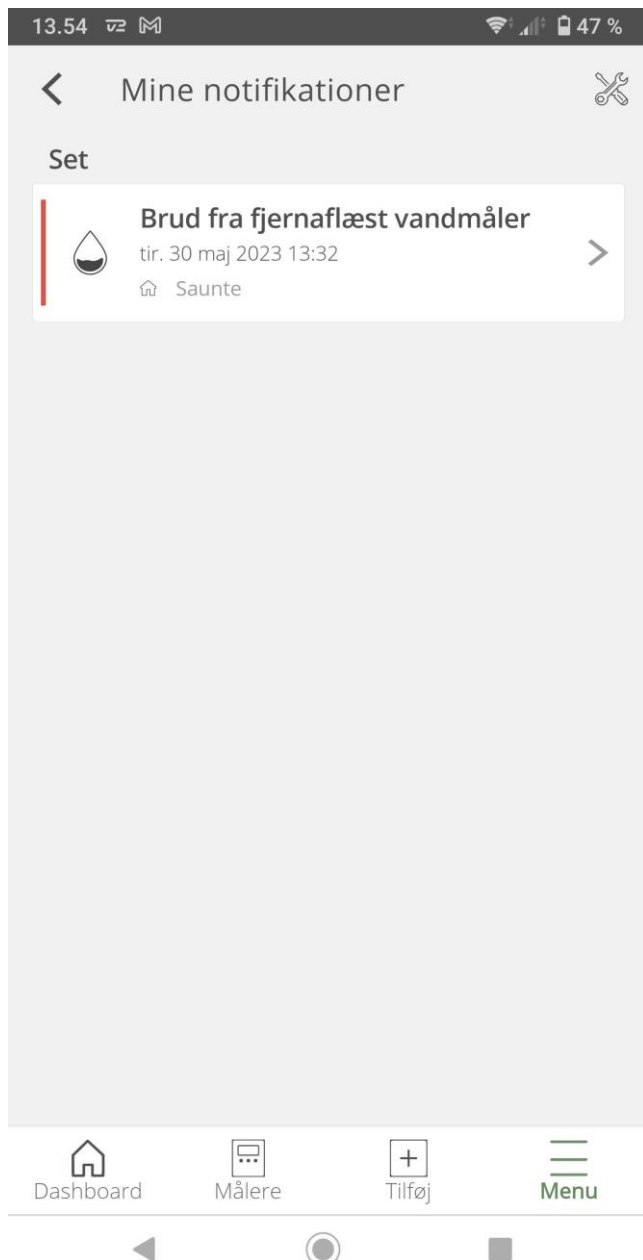 13.54 47 %
Mine notifikationer
Set
Brud fra fjernaflæst vandmåler
tir. 30 maj 2023 13:32
Saunte
Dashboard Målere Tilføj Menu